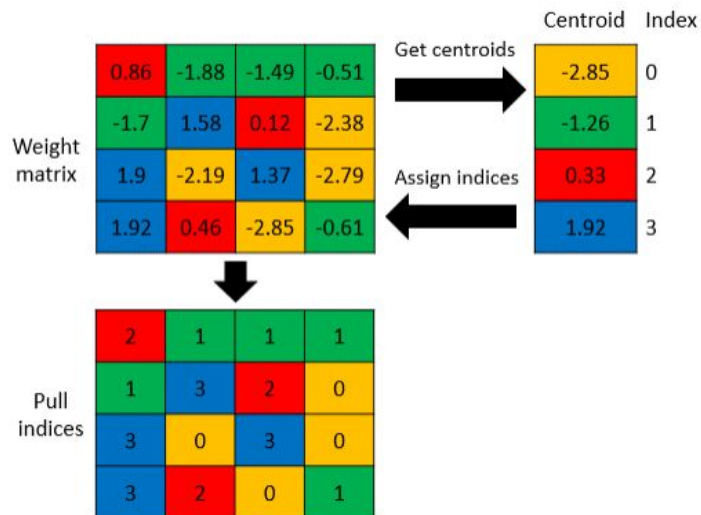 Centroid Index
Get centroids
0.86 -1.88 -1.49 -0.51
-2.85 0
-1.7 1.58 0.12 -2.38
-1.26 1
Weight
matrix
1.9 -2.19 1.37 -2.79
Assign indices
0.33 2
1.92 0.46 -2.85 -0.61
1.92 3
2 1 1 1
1 3 2 0
Pull
indices
3 0 3 0
3 2 0 1